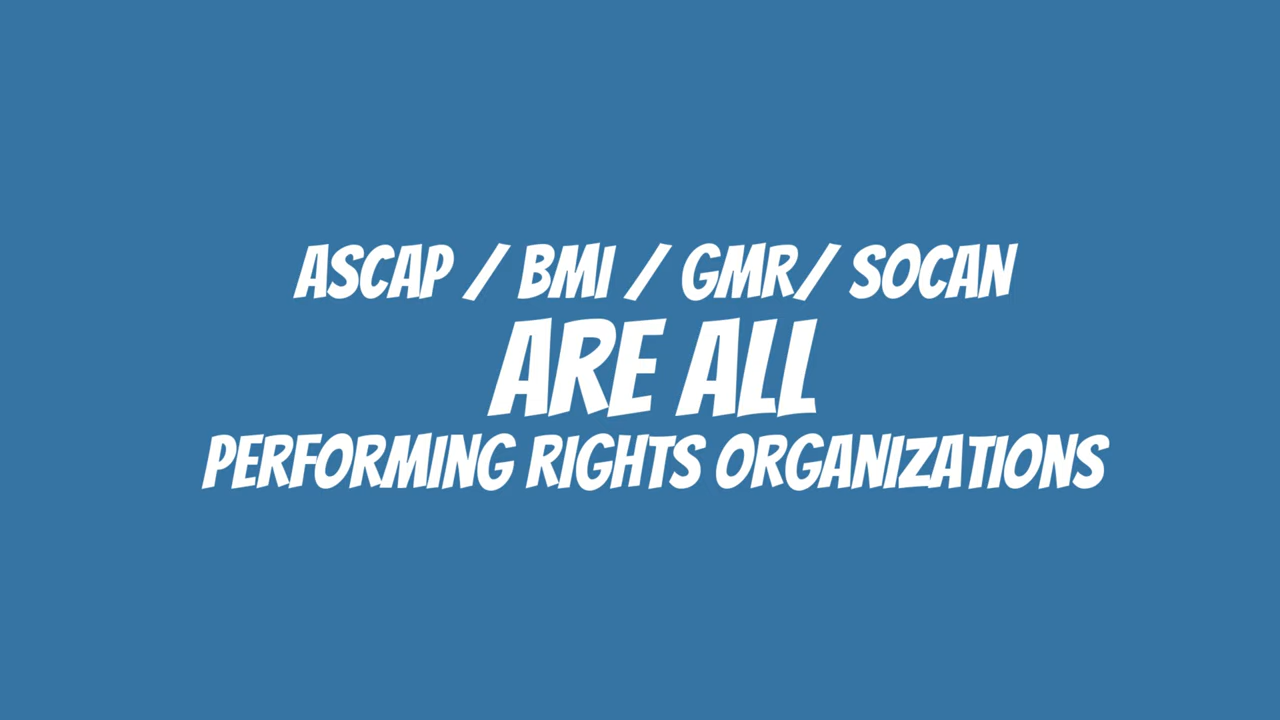 ASCAP / BMI / GMR/ SOCAN
ARE ALL
PERFORMING RIGHTS ORGANIZATIONS